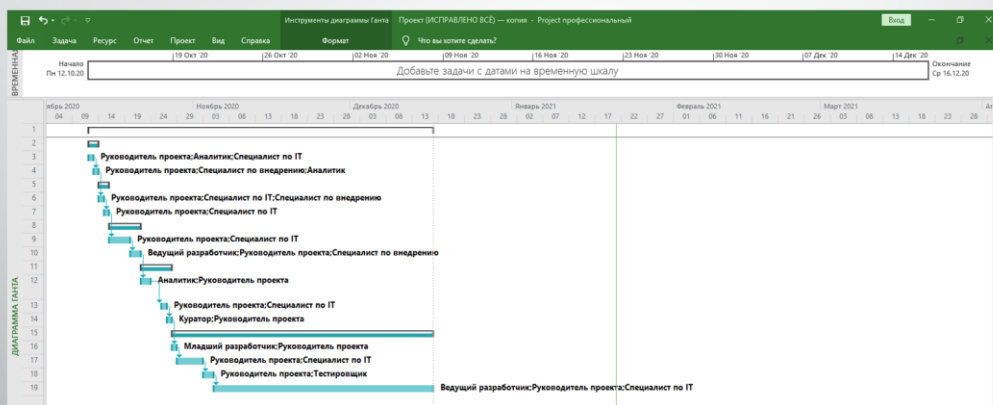 Инструменты диаграммы Ганта Проект (ИСПРАВЛЕНО ВСЁ) — копия - Project профессиональный Вход
Файл Задача Ресурс Отчет Проект Вид Справка Формат Что вы хотите сделать?
19 Окт '20 26 Окт '20 02 Ноя '20 09 Ноя '20 16 Ноя '20 23 Ноя '20 30 Ноя '20 07 Дек '20 14 Дек '20
Начало
Пн 12.10.20
Добавьте задачи с датами на временную шкалу
Окончание
Ср 16.12.20
ВРЕМЕННА
ябрь 2020 Ноябрь 2020 Декабрь 2020 Январь 2021 Февраль 2021 Март 2021 Ап
04 09 14 19 24 29 03 08 13 18 23 28 03 08 13 18 23 28 02 07 12 17 22 27 01 06 11 16 21 26 03 08 13 18 23 28
1
2
3 Руководитель проекта;Аналитик;Специалист по IT
4 Руководитель проекта;Специалист по внедрению;Аналитик
5
6 Руководитель проекта;Специалист по IT;Специалист по внедрению
7 Руководитель проекта;Специалист по IT
8
9 Руководитель проекта;Специалист по IT
10 Ведущий разработчик;Руководитель проекта;Специалист по внедрению
11
12 Аналитик;Руководитель проекта
13 Руководитель проекта;Специалист по IT
14 Куратор;Руководитель проекта
15
16 Младший разработчик;Руководитель проекта
17 Руководитель проекта;Специалист по IT
18 Руководитель проекта;Тестировщик
19 Ведущий разработчик;Руководитель проекта;Специалист по IT
ДИАГРАММА ГАНТА